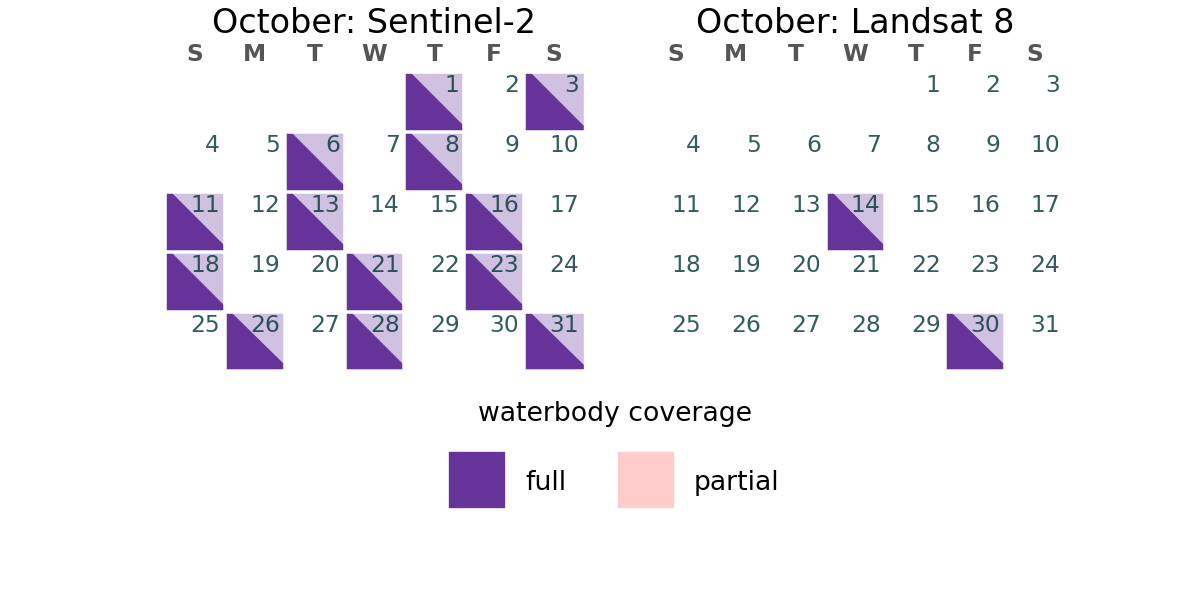 October: Sentinel-2
S M T W T F S
1 2 3
4 5 6 7 8 9 10
11 12 13 14 15 16 17
18 19 20 21 22 23 24
25 26 27 28 29 30 31
October: Landsat 8
S M T W T F S
1 2 3
4 5 6 7 8 9 10
11 12 13 14 15 16 17
18 19 20 21 22 23 24
25 26 27 28 29 30 31
waterbody coverage
full partial